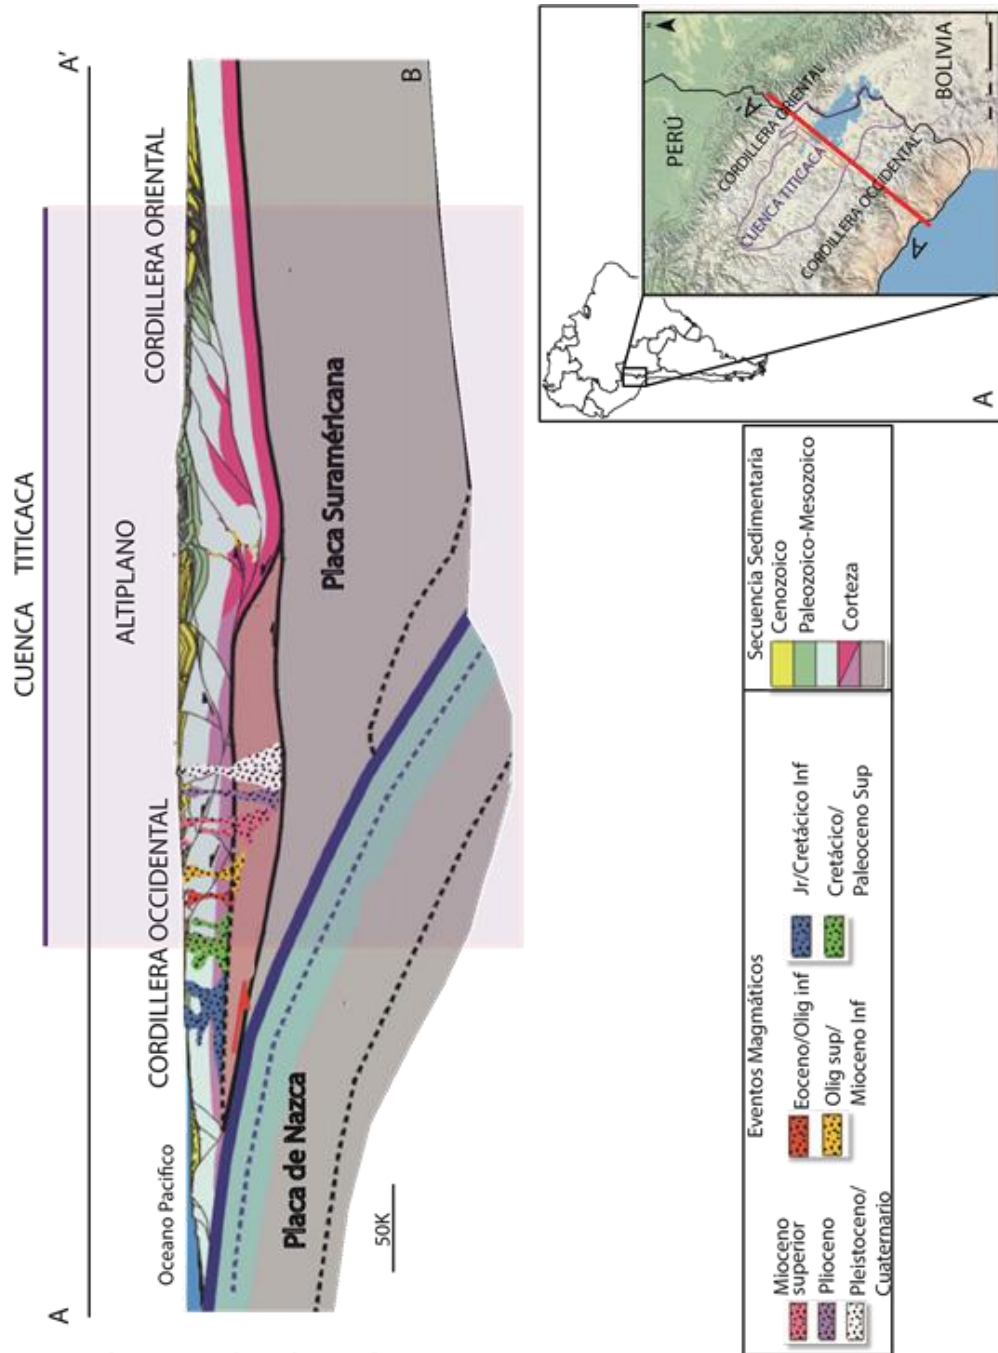 A
A'
CUENCA TITICACA
CORDILLERA OCCIDENTAL
ALTIPLANO
CORDILLERA ORIENTAL
Oceano Pacifico
Placa de Nazca
Placa Suraméricana
50K
B
Eventos Magmáticos
Mioceno superior
Plioceno
Pleistoceno/
Cuaternario
Eoceno/Olig inf
Olig sup/
Mioceno Inf
Jr/Cretácico Inf
Cretácico/
Paleoceno Sup
Secuencia Sedimentaria
Cenozoico
Paleozoico-Mesozoico
Corteza
A
PERÚ
CORDILLERA ORIENTAL
CUENCA TITICACA
CORDILLERA OCCIDENTAL
BOLIVIA
A
A'